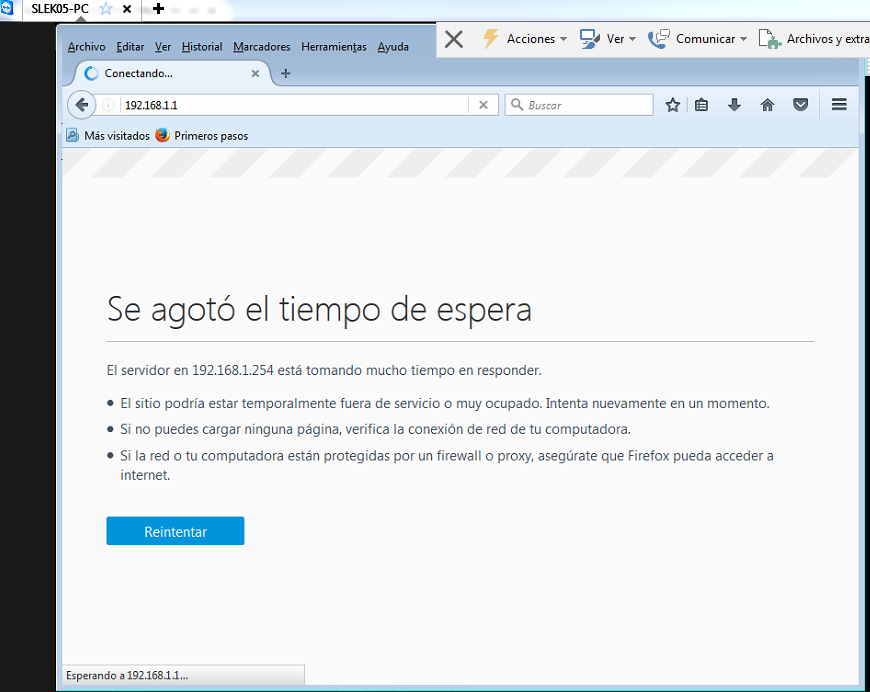 SLEK05-PC
Archivo Editar Ver Historial Marcadores Herramientas Ayuda
Acciones Ver Comunicar Archivos y extra
Conectando...
192.168.1.1
Buscar
Más visitados Primeros pasos
Se agotó el tiempo de espera
El servidor en 192.168.1.254 está tomando mucho tiempo en responder.
El sitio podría estar temporalmente fuera de servicio o muy ocupado. Intenta nuevamente en un momento.
Si no puedes cargar ninguna página, verifica la conexión de red de tu computadora.
Si la red o tu computadora están protegidas por un firewall o proxy, asegúrate que Firefox pueda acceder a
internet.
Reintentar
Esperando a 192.168.1.1...